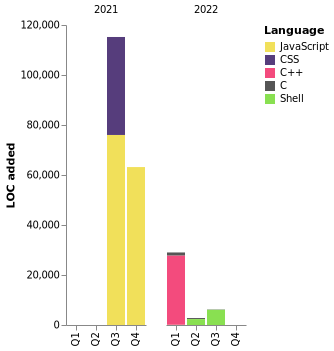 2021
2022
LOC added
120,000
100,000
80,000
60,000
40,000
20,000
0
Q1
Q2
Q3
Q4
Q1
Q2
Q3
Q4
Language
JavaScript
CSS
C++
C
Shell